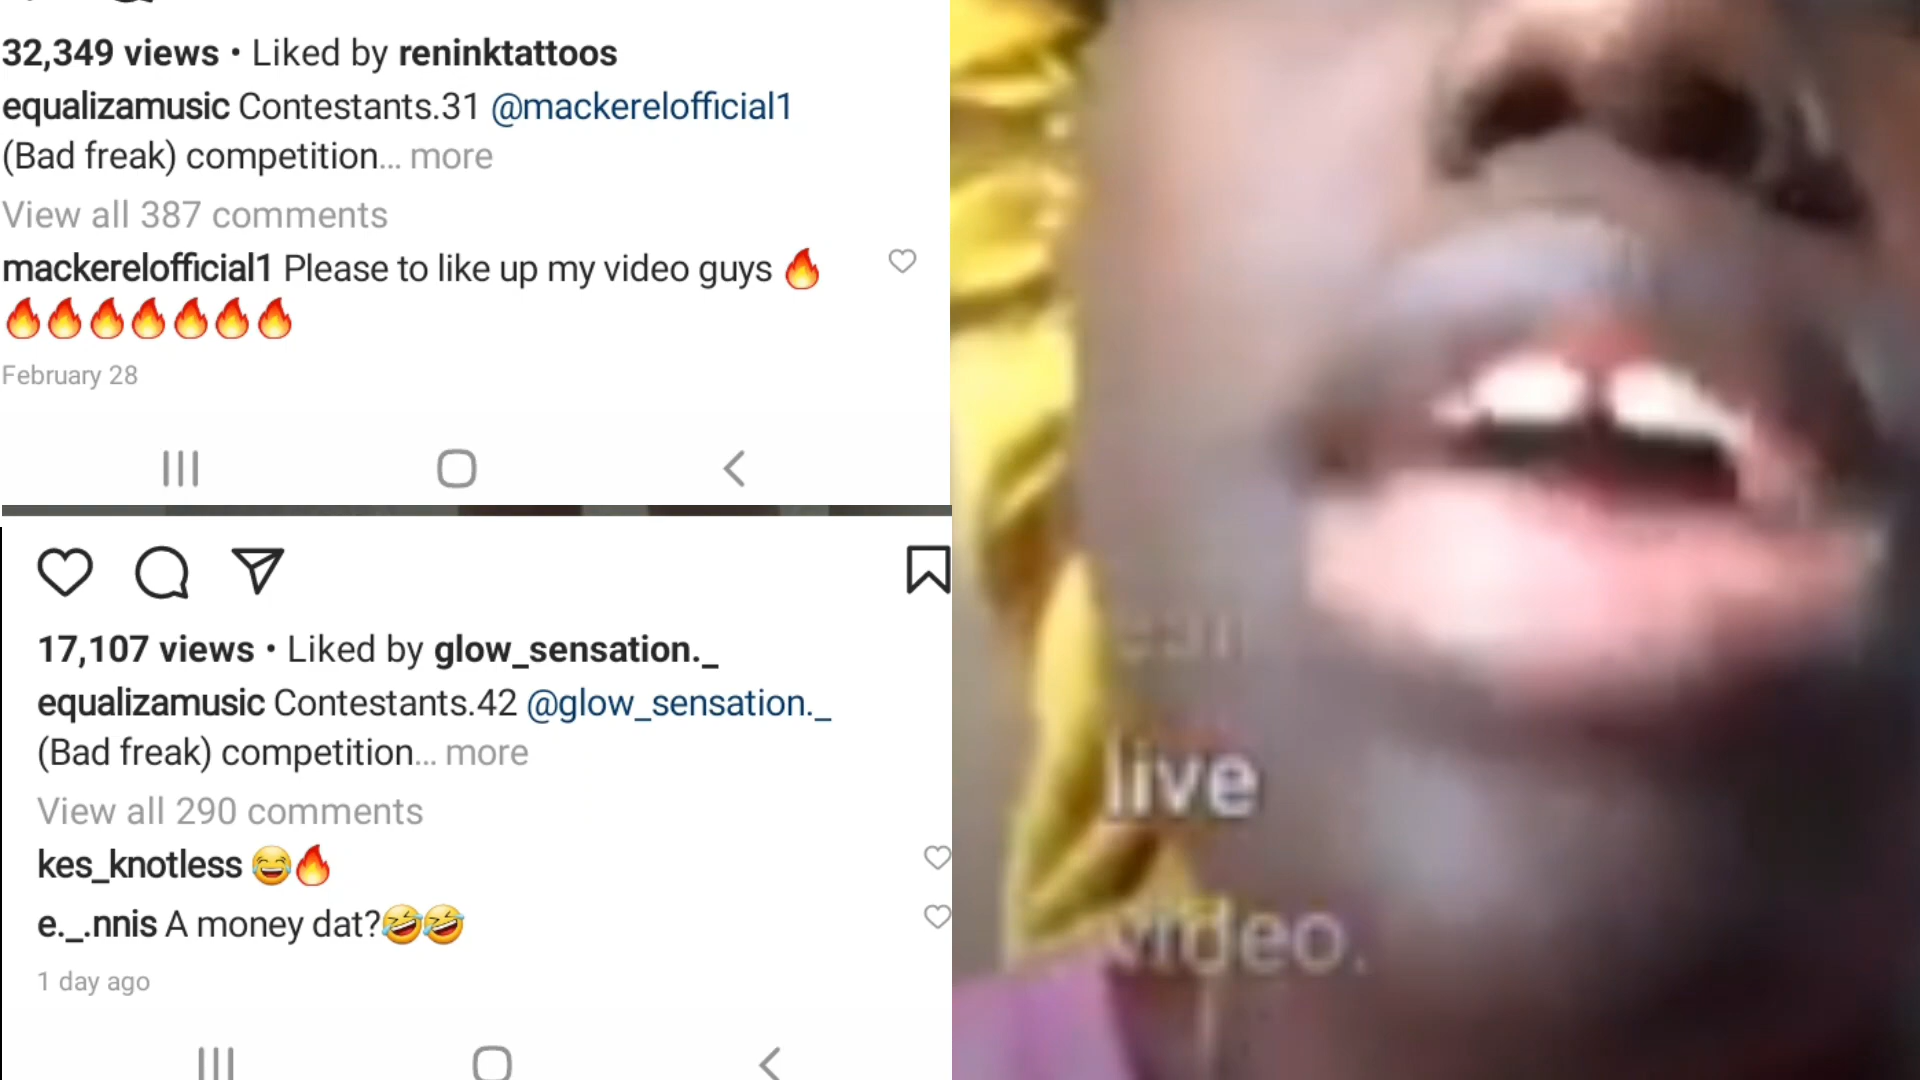 32,349 views • Liked by reninktattoos
equalizamusic Contestants.31 @mackerelofficial1
(Bad freak) competition... more
View all 387 comments
mackerelofficial1 Please to like up my video guys 🔥
🔥🔥🔥🔥🔥🔥🔥
February 28
17,107 views • Liked by glow_sensation._
equalizamusic Contestants.42 @glow_sensation._
(Bad freak) competition... more
View all 290 comments
kes_knotless 😂🔥
e._.nnis A money dat?🤣🤣
1 day ago
live
video.